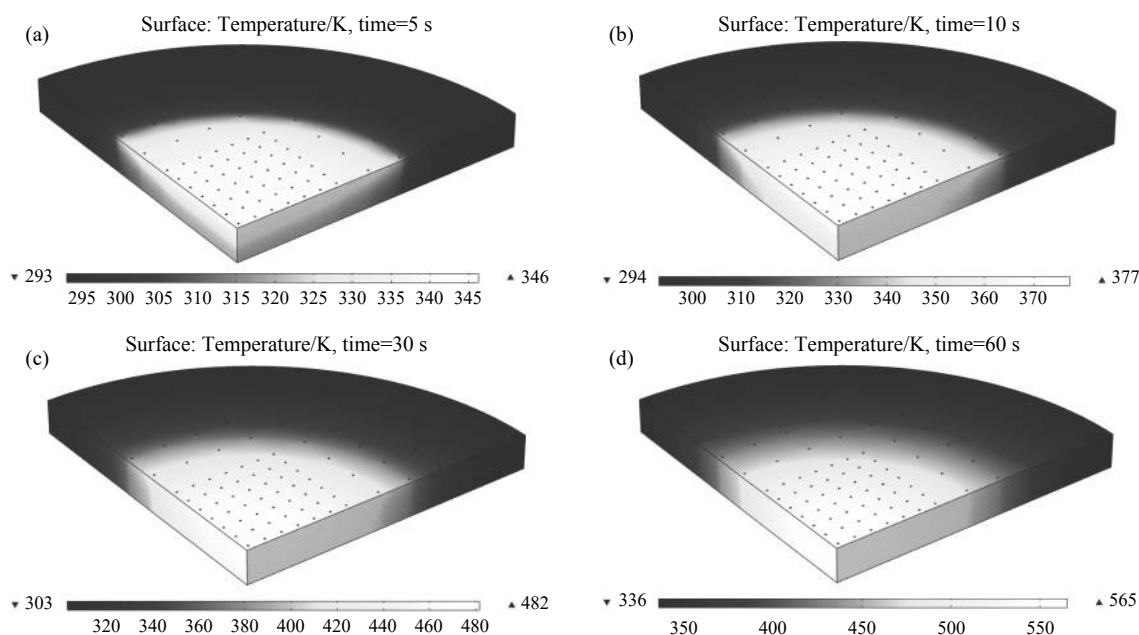 (a) Surface: Temperature/K, time=5 s
▼ 293 ▲ 346
295 300 305 310 315 320 325 330 335 340 345
(b) Surface: Temperature/K, time=10 s
▼ 294 ▲ 377
300 310 320 330 340 350 360 370
(c) Surface: Temperature/K, time=30 s
▼ 303 ▲ 482
320 340 360 380 400 420 440 460 480
(d) Surface: Temperature/K, time=60 s
▼ 336 ▲ 565
350 400 450 500 550